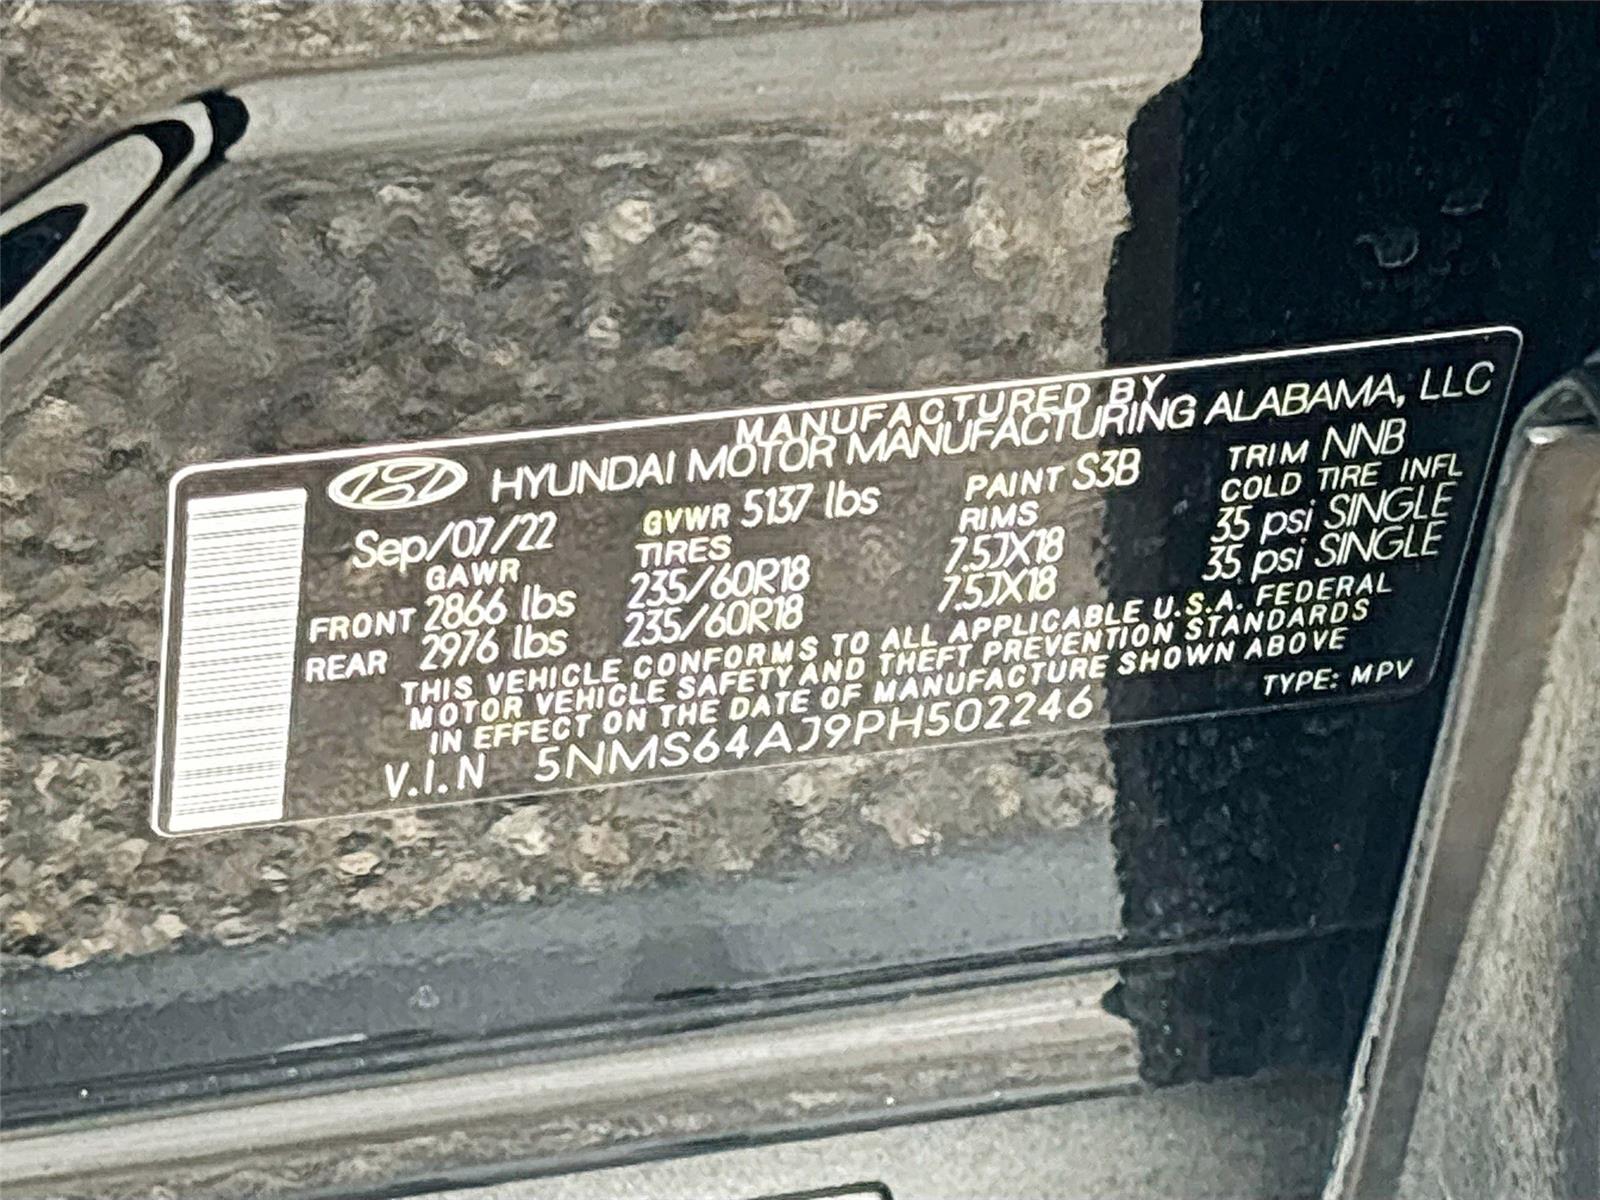 MANUFACTURED BY
HYUNDAI MOTOR MANUFACTURING ALABAMA, LLC
Sep/07/22 GVWR 5137 lbs PAINT S3B TRIM NNB
GAWR TIRES RIMS COLD TIRE INFL
FRONT 2866 lbs 235/60R18 7.5JX18 35 psi SINGLE
REAR 2976 lbs 235/60R18 7.5JX18 35 psi SINGLE
THIS VEHICLE CONFORMS TO ALL APPLICABLE U.S.A. FEDERAL
MOTOR VEHICLE SAFETY AND THEFT PREVENTION STANDARDS
IN EFFECT ON THE DATE OF MANUFACTURE SHOWN ABOVE
V.I.N 5NMS64AJ9PH502246 TYPE: MPV